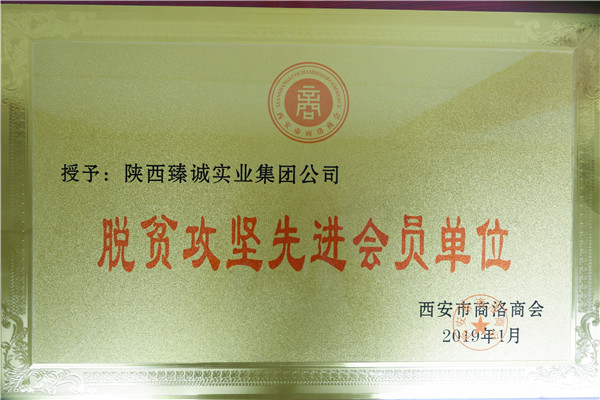 商
授予：陕西臻诚实业集团公司
脱贫攻坚先进会员单位
西安市商洛商会
2019年1月